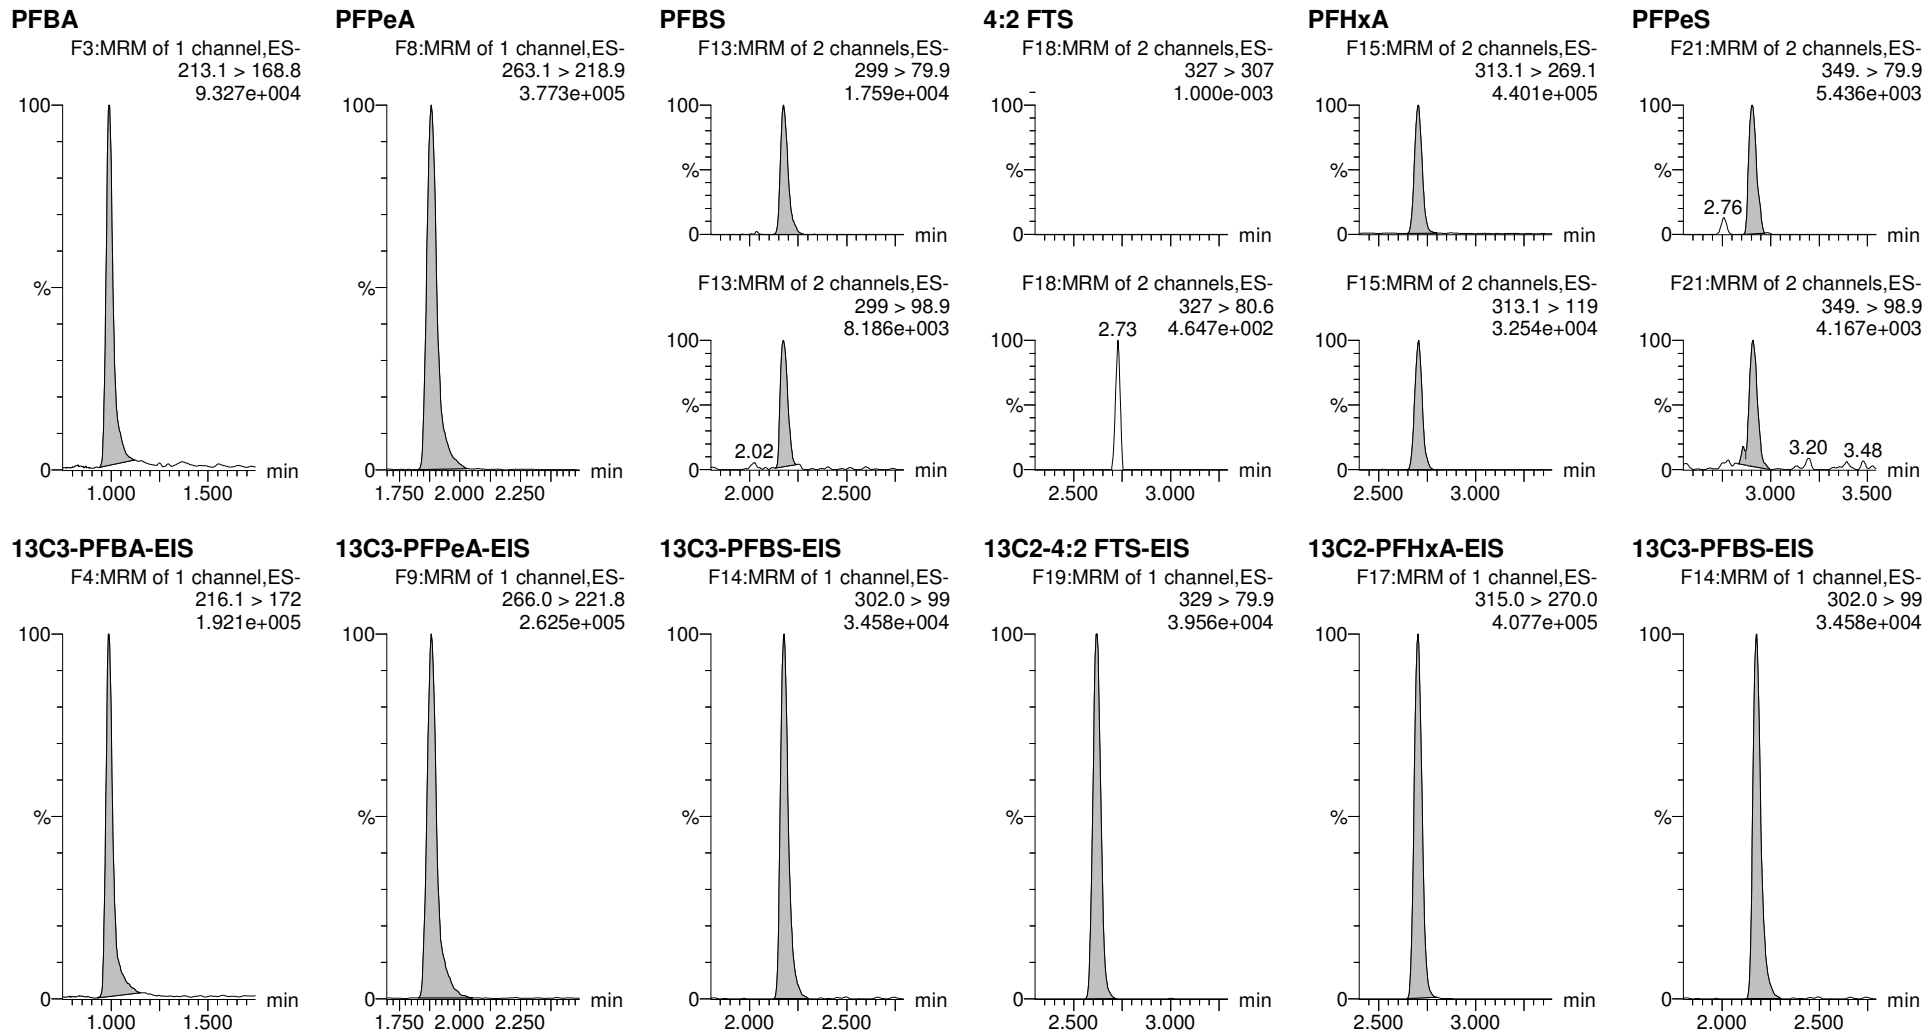 PFBA
F3:MRM of 1 channel,ES-
213.1 > 168.8
9.327e+004
100
%
0
min
1.000 1.500
PFPeA
F8:MRM of 1 channel,ES-
263.1 > 218.9
3.773e+005
100
%
0
min
1.750 2.000 2.250
PFBS
F13:MRM of 2 channels,ES-
299 > 79.9
1.759e+004
100
%
0
min
F13:MRM of 2 channels,ES-
299 > 98.9
8.186e+003
100
%
2.02
0
min
2.000 2.500
4:2 FTS
F18:MRM of 2 channels,ES-
327 > 307
1.000e-003
100
%
0
min
F18:MRM of 2 channels,ES-
327 > 80.6
2.73 4.647e+002
100
%
0
min
2.500 3.000
PFHxA
F15:MRM of 2 channels,ES-
313.1 > 269.1
4.401e+005
100
%
0
min
F15:MRM of 2 channels,ES-
313.1 > 119
3.254e+004
100
%
0
min
2.500 3.000
PFPeS
F21:MRM of 2 channels,ES-
349. > 79.9
5.436e+003
100
%
2.76
0
min
F21:MRM of 2 channels,ES-
349. > 98.9
4.167e+003
100
%
3.20 3.48
0
min
3.000 3.500
13C3-PFBA-EIS
F4:MRM of 1 channel,ES-
216.1 > 172
1.921e+005
100
%
0
min
1.000 1.500
13C3-PFPeA-EIS
F9:MRM of 1 channel,ES-
266.0 > 221.8
2.625e+005
100
%
0
min
1.750 2.000 2.250
13C3-PFBS-EIS
F14:MRM of 1 channel,ES-
302.0 > 99
3.458e+004
100
%
0
min
2.000 2.500
13C2-4:2 FTS-EIS
F19:MRM of 1 channel,ES-
329 > 79.9
3.956e+004
100
%
0
min
2.500 3.000
13C2-PFHxA-EIS
F17:MRM of 1 channel,ES-
315.0 > 270.0
4.077e+005
100
%
0
min
2.500 3.000
13C3-PFBS-EIS
F14:MRM of 1 channel,ES-
302.0 > 99
3.458e+004
100
%
0
min
2.000 2.500